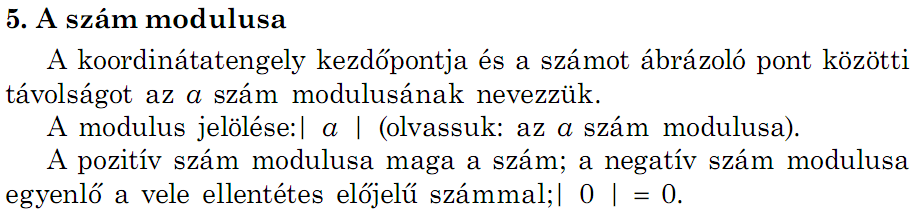 5. A szám modulusa
A koordinátatengely kezdőpontja és a számot ábrázoló pont közötti
távolságot az a szám modulusának nevezzük.
A modulus jelölése:| a | (olvassuk: az a szám modulusa).
A pozitív szám modulusa maga a szám; a negatív szám modulusa
egyenlő a vele ellentétes előjelű számmal;| 0 | = 0.